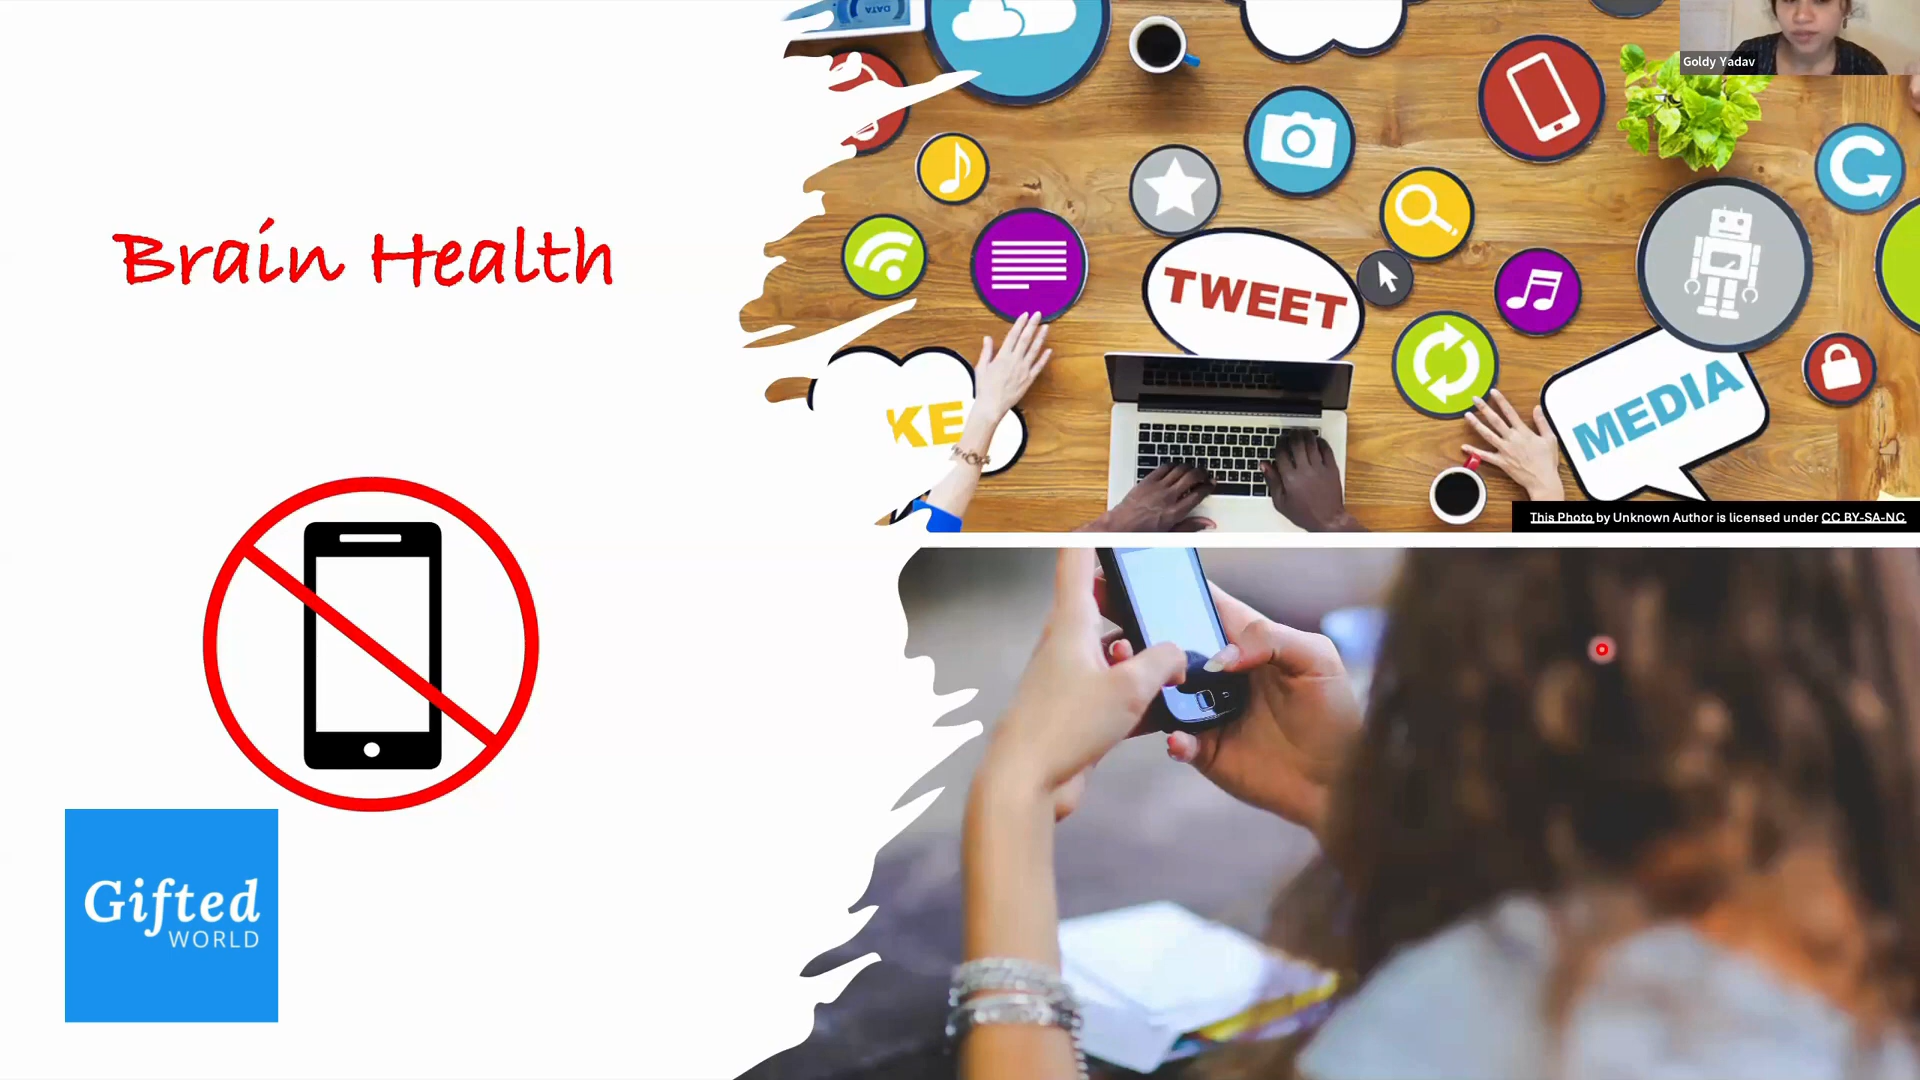 DATA
Goldy Yadav
Brain Health
TWEET
KE
MEDIA
This Photo by Unknown Author is licensed under CC BY-SA-NC
Gifted
WORLD